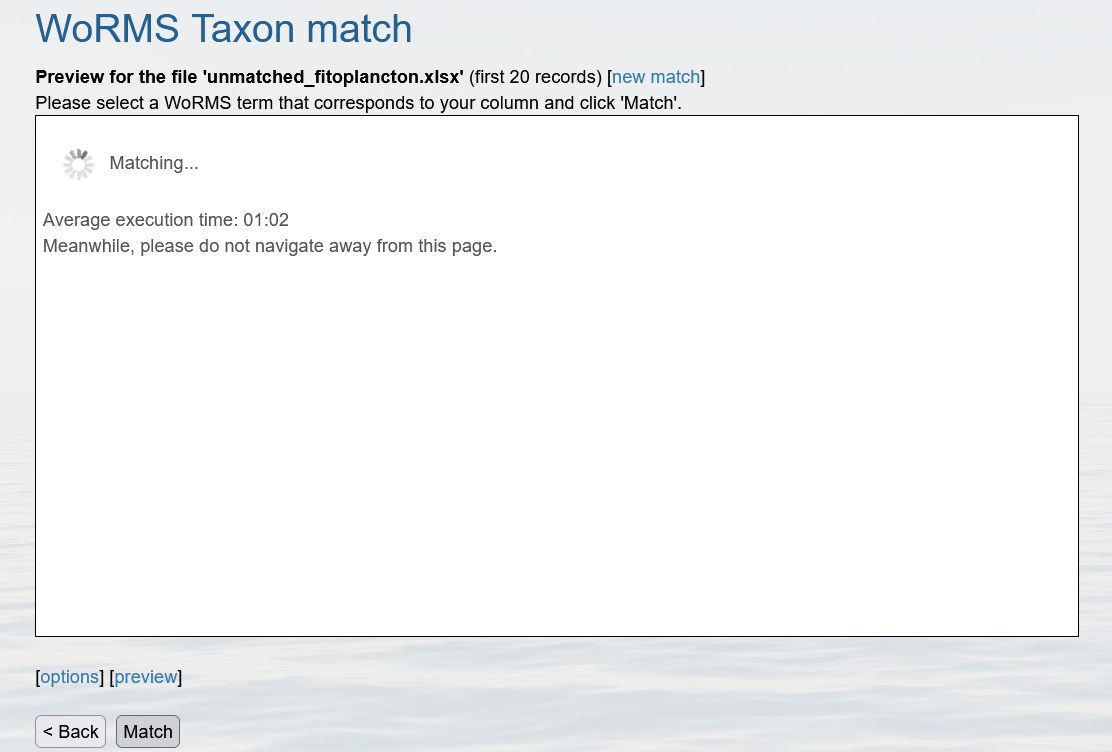 WoRMS Taxon match
Preview for the file 'unmatched_fitoplancton.xlsx' (first 20 records) [new match]
Please select a WoRMS term that corresponds to your column and click 'Match'.
Matching...
Average execution time: 01:02
Meanwhile, please do not navigate away from this page.
[options] [preview]
< Back Match